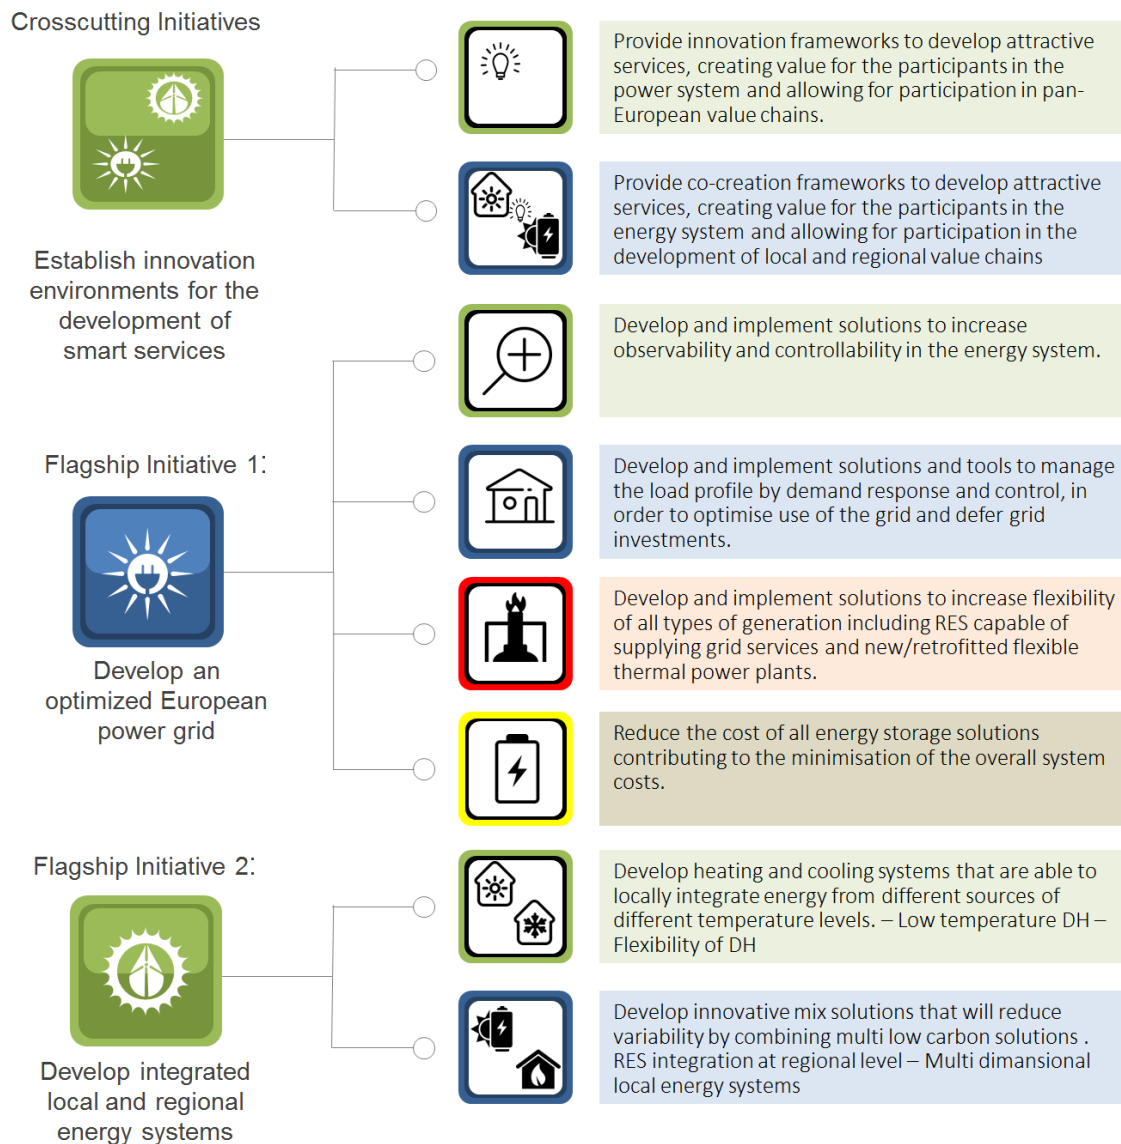 Crosscutting Initiatives
Establish innovation
environments for the
development of
smart services
Provide innovation frameworks to develop attractive
services, creating value for the participants in the
power system and allowing for participation in pan-
European value chains.
Provide co-creation frameworks to develop attractive
services, creating value for the participants in the
energy system and allowing for participation in the
development of local and regional value chains
Flagship Initiative 1:
Develop an
optimized European
power grid
Develop and implement solutions to increase
observability and controllability in the energy system.
Develop and implement solutions and tools to manage
the load profile by demand response and control, in
order to optimise use of the grid and defer grid
investments.
Develop and implement solutions to increase flexibility
of all types of generation including RES capable of
supplying grid services and new/retrofitted flexible
thermal power plants.
Reduce the cost of all energy storage solutions
contributing to the minimisation of the overall system
costs.
Flagship Initiative 2:
Develop integrated
local and regional
energy systems
Develop heating and cooling systems that are able to
locally integrate energy from different sources of
different temperature levels. – Low temperature DH –
Flexibility of DH
Develop innovative mix solutions that will reduce
variability by combining multi low carbon solutions .
RES integration at regional level – Multi dimansional
local energy systems